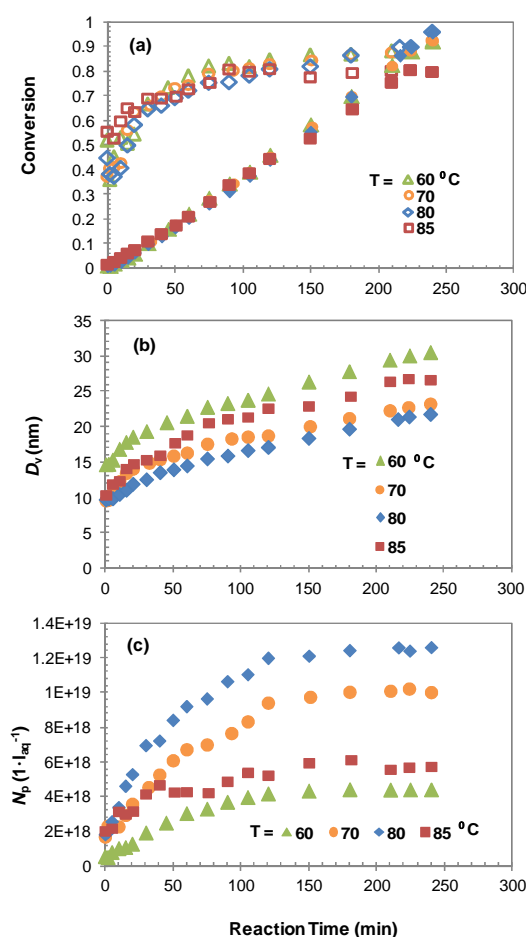 (a)
Conversion
1
0.9
0.8
0.7
0.6
0.5
0.4
0.3
0.2
0.1
0
T = 60 ⁰C
70
80
85
0 50 100 150 200 250 300
(b)
Dᵥ (nm)
35
30
25
20
15
10
5
0
T = 60 ⁰C
70
80
85
0 50 100 150 200 250 300
(c)
Nₚ (1·l_aq⁻¹)
1.4E+19
1.2E+19
1E+19
8E+18
6E+18
4E+18
2E+18
0
T = 60 70 80 85 ⁰C
0 50 100 150 200 250 300
Reaction Time (min)